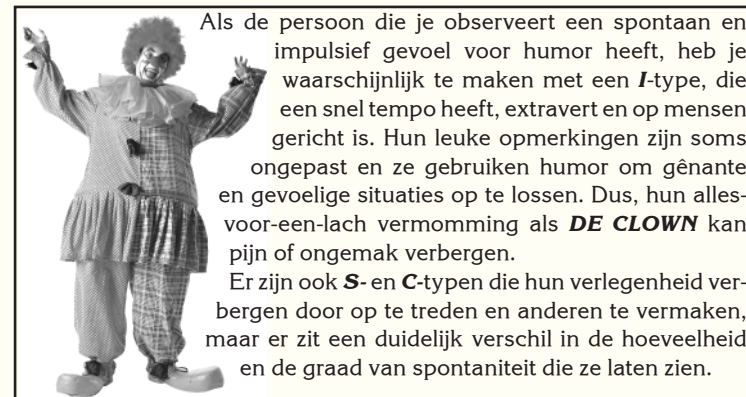 Als de persoon die je observeert een spontaan en
impulsief gevoel voor humor heeft, heb je
waarschijnlijk te maken met een I-type, die
een snel tempo heeft, extravert en op mensen
gericht is. Hun leuke opmerkingen zijn soms
ongepast en ze gebruiken humor om gênante
en gevoelige situaties op te lossen. Dus, hun alles-
voor-een-lach vermomming als DE CLOWN kan
pijn of ongemak verbergen.
Er zijn ook S- en C-typen die hun verlegenheid ver-
bergen door op te treden en anderen te vermaken,
maar er zit een duidelijk verschil in de hoeveelheid
en de graad van spontaniteit die ze laten zien.